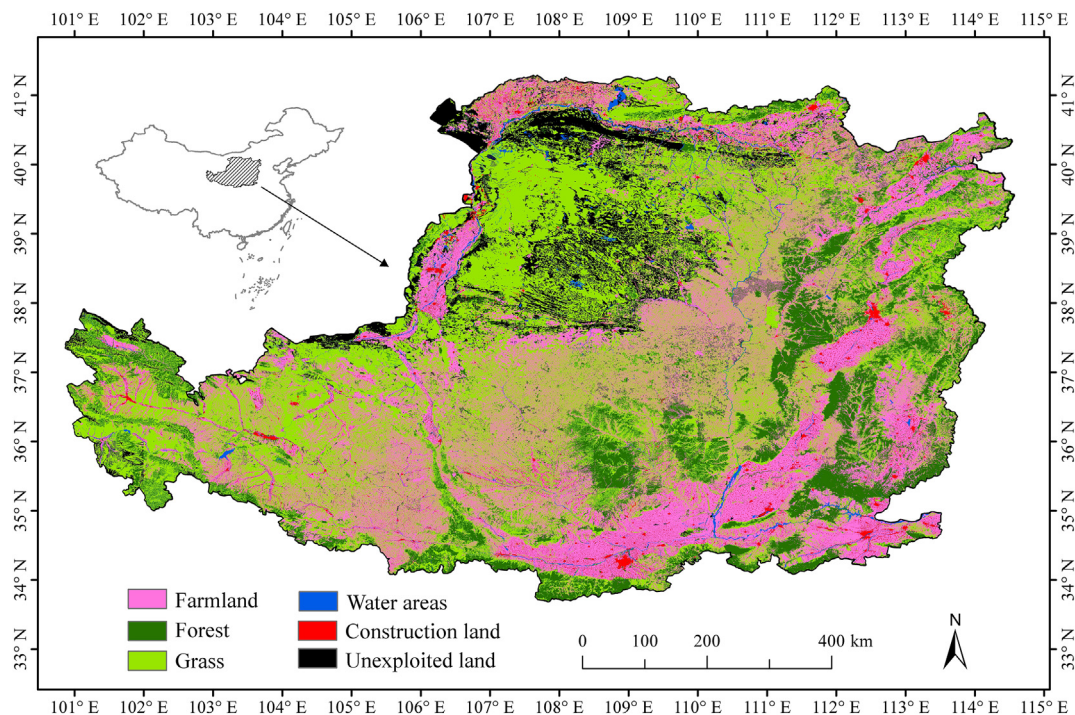 101° E 102° E 103° E 104° E 105° E 106° E 107° E 108° E 109° E 110° E 111° E 112° E 113° E 114° E 115° E
41° N 41° N
40° N 40° N
39° N 39° N
38° N 38° N
37° N 37° N
36° N 36° N
35° N 35° N
34° N 34° N
33° N 33° N
Farmland
Forest
Grass
Water areas
Construction land
Unexploited land
0 100 200 400 km
N
101° E 102° E 103° E 104° E 105° E 106° E 107° E 108° E 109° E 110° E 111° E 112° E 113° E 114° E 115° E